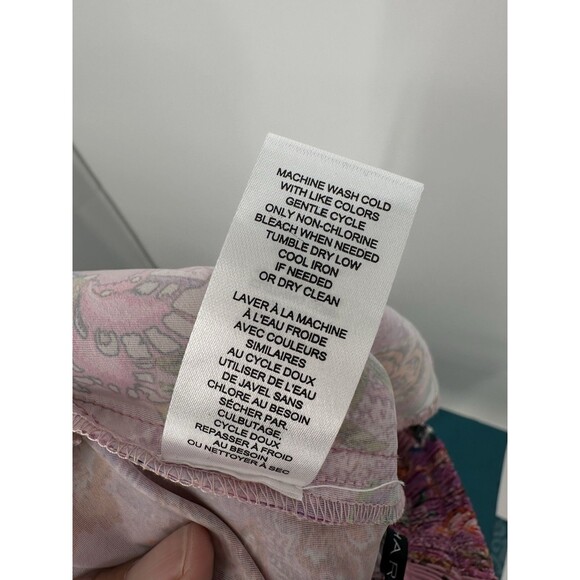 MACHINE WASH COLD
WITH LIKE COLORS
GENTLE CYCLE
ONLY NON-CHLORINE
BLEACH WHEN NEEDED
TUMBLE DRY LOW
COOL IRON
IF NEEDED
OR DRY CLEAN
LAVER À LA MACHINE
À L'EAU FROIDE
AVEC COULEURS
SIMILAIRES
AU CYCLE DOUX
UTILISER DE L'EAU
DE JAVEL SANS
CHLORE AU BESOIN
SÉCHER PAR.
CULBUTAGE,
CYCLE DOUX
REPASSER À FROID
AU BESOIN
OU NETTOYER À SEC